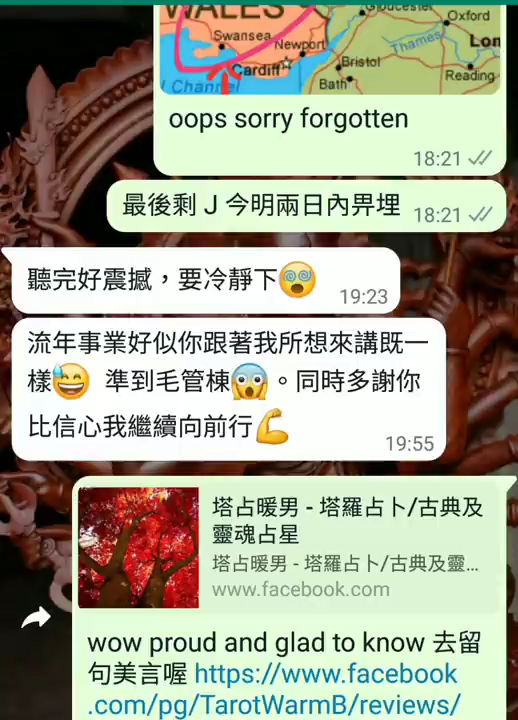 WALES
Gloucester
Oxford
Swansea
Newport
Thames
Lon
Cardiff
Bristol
Reading
Channel
Bath
oops sorry forgotten
18:21
最後剩 J 今明兩日內畀埋
18:21
聽完好震撼，要冷靜下😵‍💫
19:23
流年事業好似你跟著我所想來講既一
樣😅 準到毛管棟😱。同時多謝你
比信心我繼續向前行💪
19:55
塔占暖男 - 塔羅占卜/古典及
靈魂占星
塔占暖男 - 塔羅占卜/古典及靈...
www.facebook.com
wow proud and glad to know 去留
句美言喔 https://www.facebook
.com/pg/TarotWarmB/reviews/